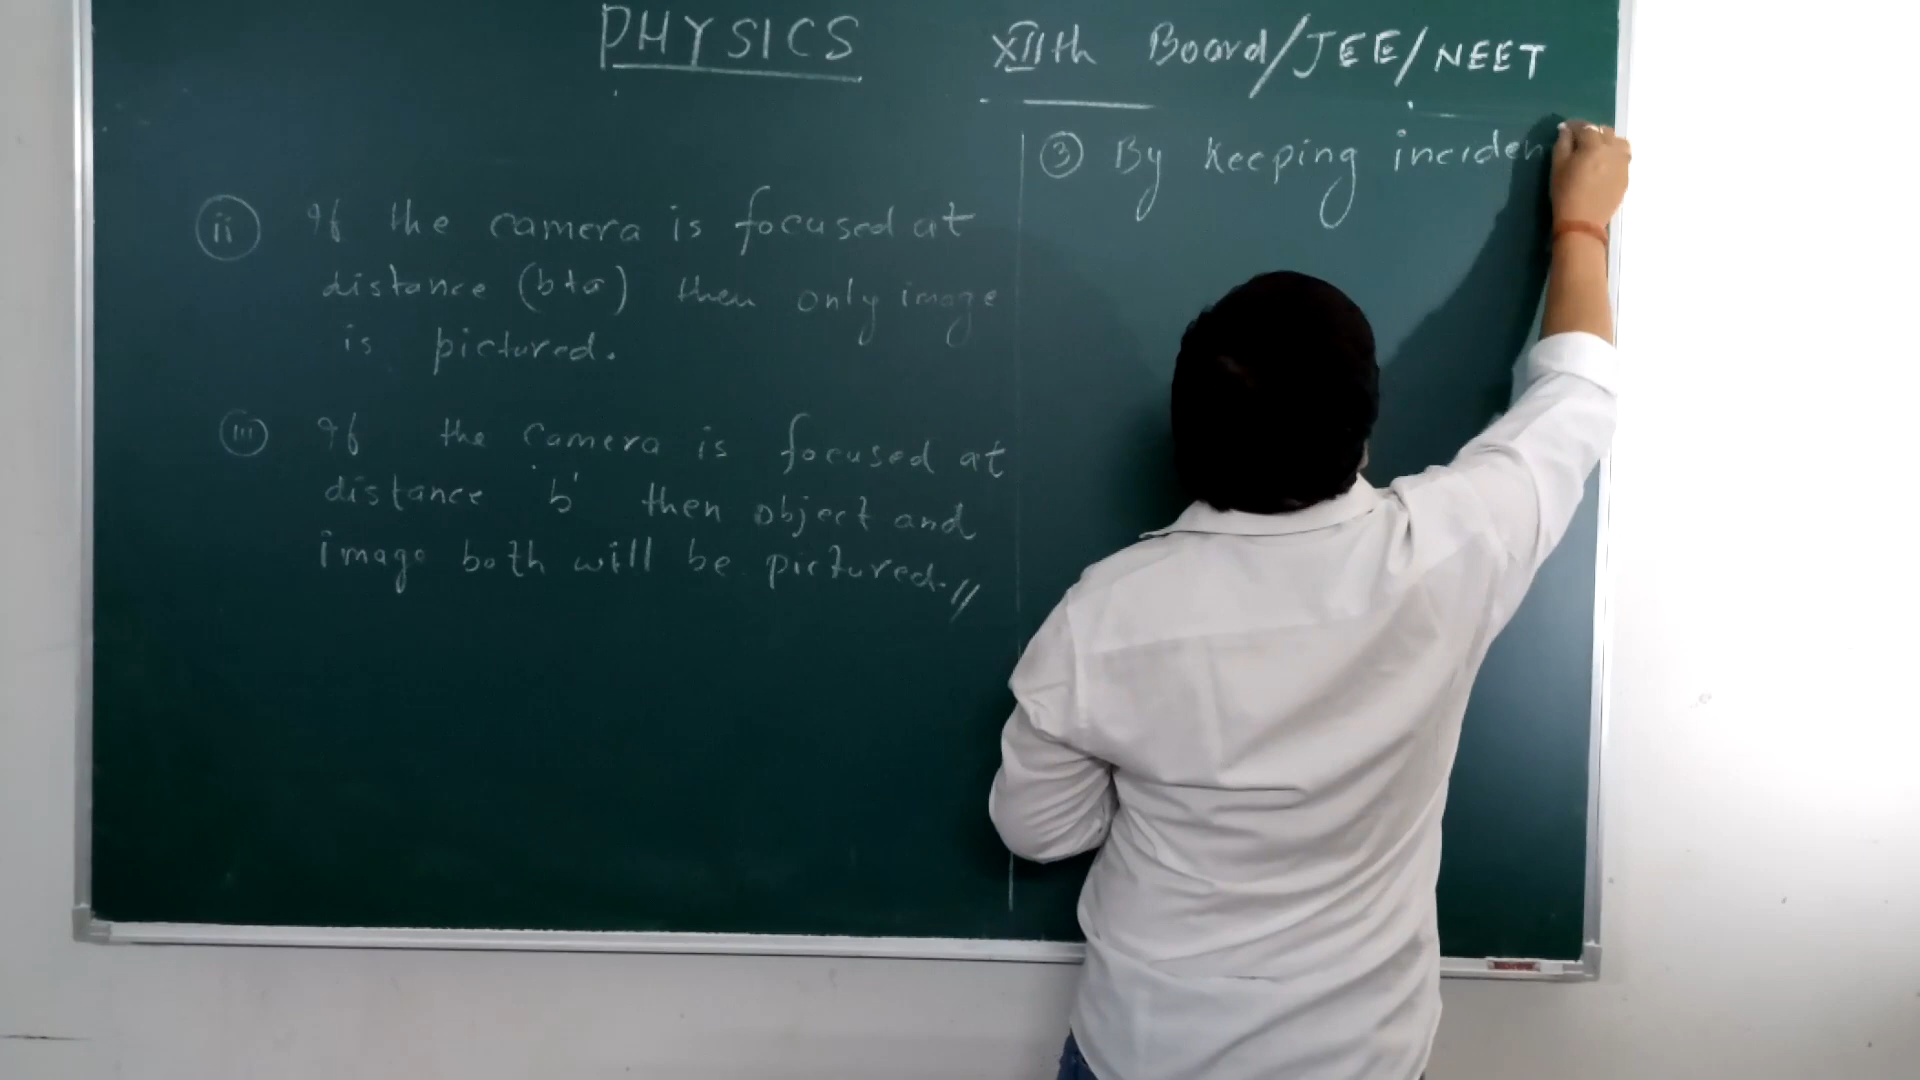 PHYSICS
XIIth Board/JEE/NEET
(ii) If the camera is focused at
distance (b+a) then only image
is pictured.
(iii) If the camera is focused at
distance 'b' then object and
image both will be pictured.//
(3) By Keeping inciden